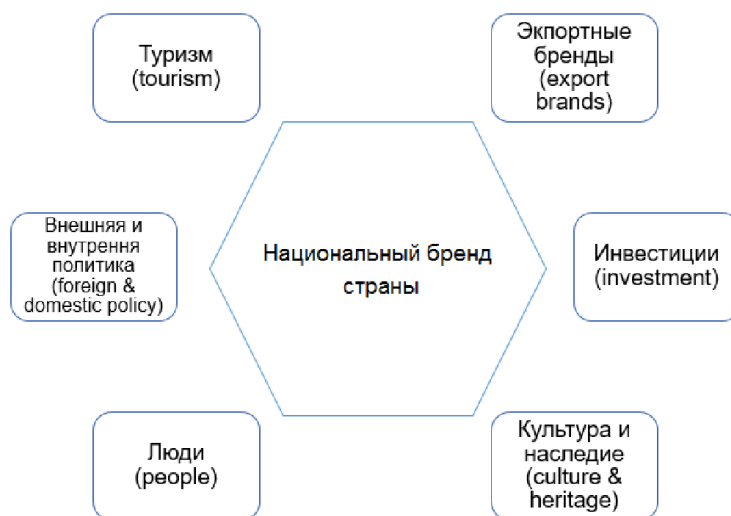 Туризм
(tourism)
Экпортные
бренды
(export
brands)
Внешняя и
внутрення
политика
(foreign &
domestic policy)
Национальный бренд
страны
Инвестиции
(investment)
Люди
(people)
Культура и
наследие
(culture &
heritage)